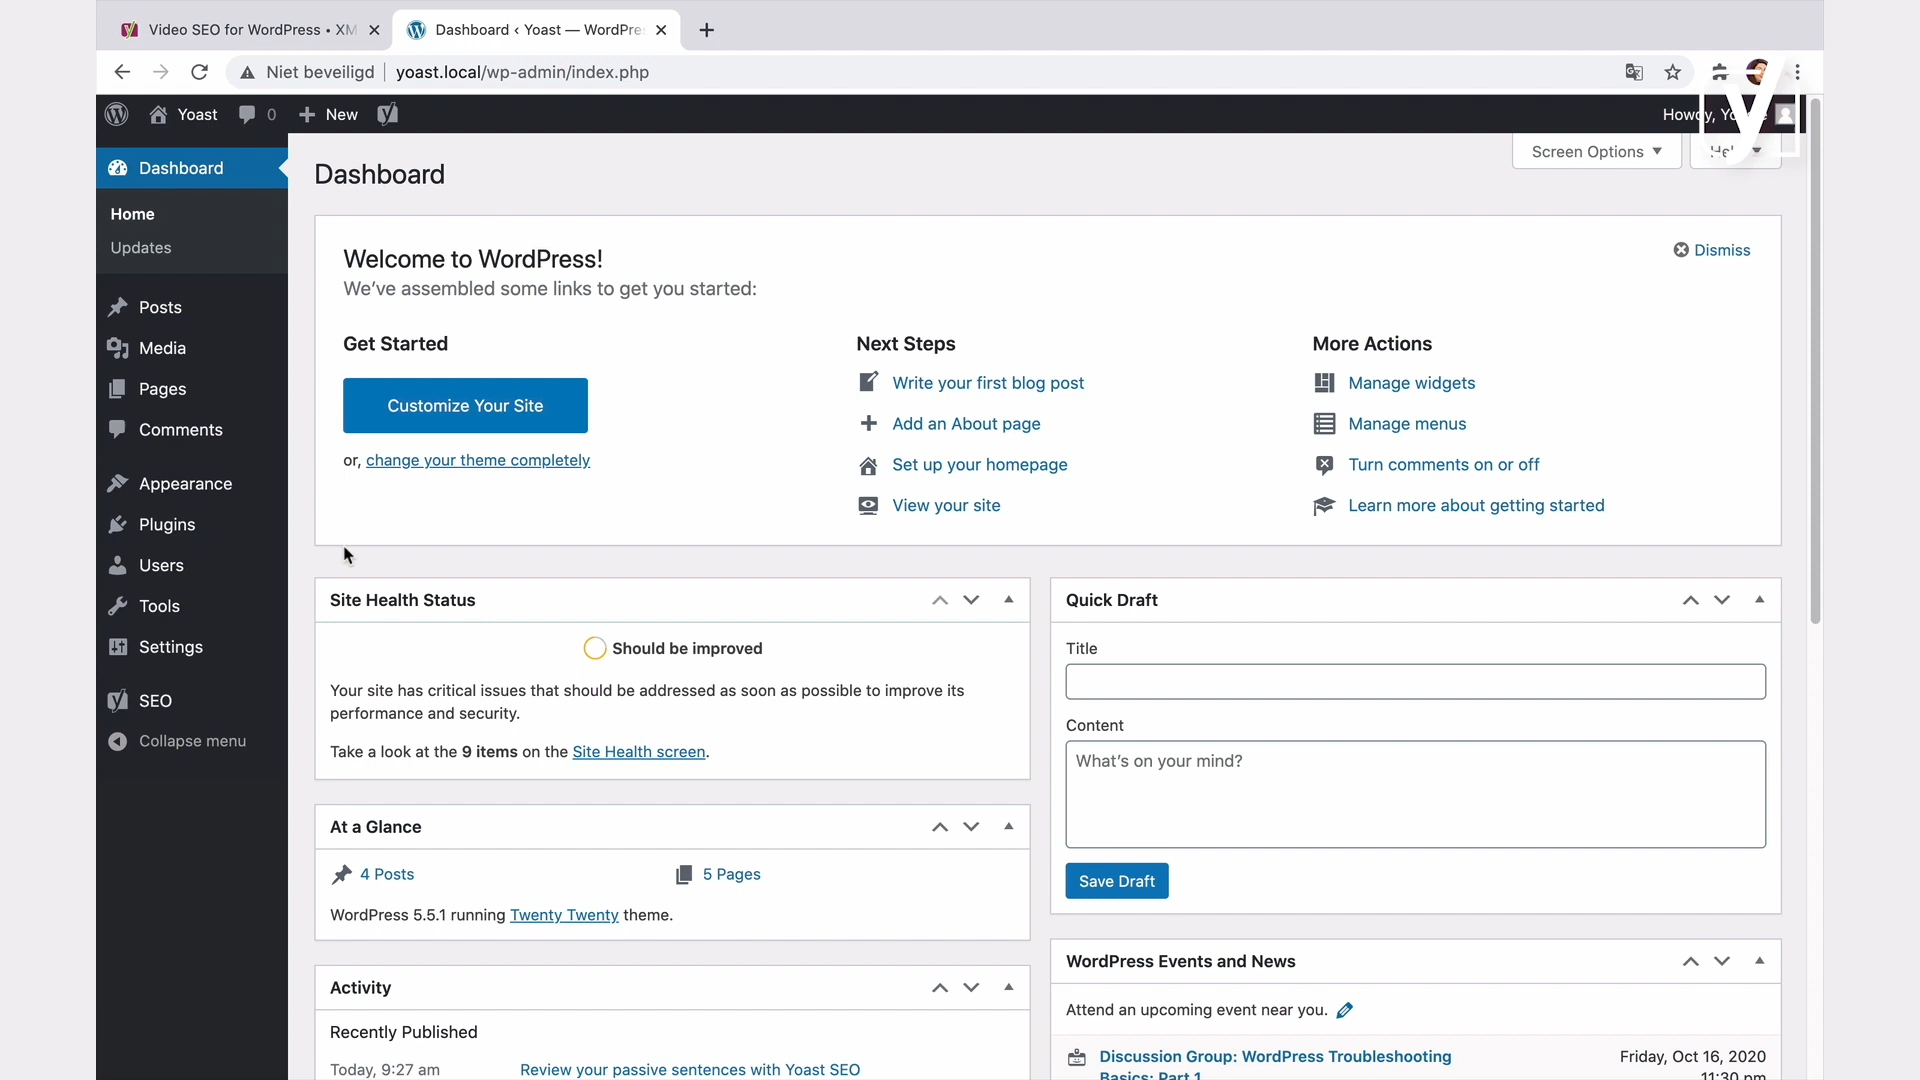 Video SEO for WordPress • XM
Dashboard ‹ Yoast — WordPre
Niet beveiligd
yoast.local/wp-admin/index.php
Yoast
0
New
Howdy, Yo
Dashboard
Home
Updates
Posts
Media
Pages
Comments
Appearance
Plugins
Users
Tools
Settings
SEO
Collapse menu
Screen Options
Dashboard
Welcome to WordPress!
We've assembled some links to get you started:
Dismiss
Get Started
Customize Your Site
or, change your theme completely
Next Steps
Write your first blog post
Add an About page
Set up your homepage
View your site
More Actions
Manage widgets
Manage menus
Turn comments on or off
Learn more about getting started
Site Health Status
Should be improved
Your site has critical issues that should be addressed as soon as possible to improve its
performance and security.
Take a look at the 9 items on the Site Health screen.
At a Glance
4 Posts
5 Pages
WordPress 5.5.1 running Twenty Twenty theme.
Activity
Recently Published
Today, 9:27 am
Review your passive sentences with Yoast SEO
Quick Draft
Title
Content
What's on your mind?
Save Draft
WordPress Events and News
Attend an upcoming event near you.
Discussion Group: WordPress Troubleshooting
Basics: Part 1
Friday, Oct 16, 2020
11:30 pm